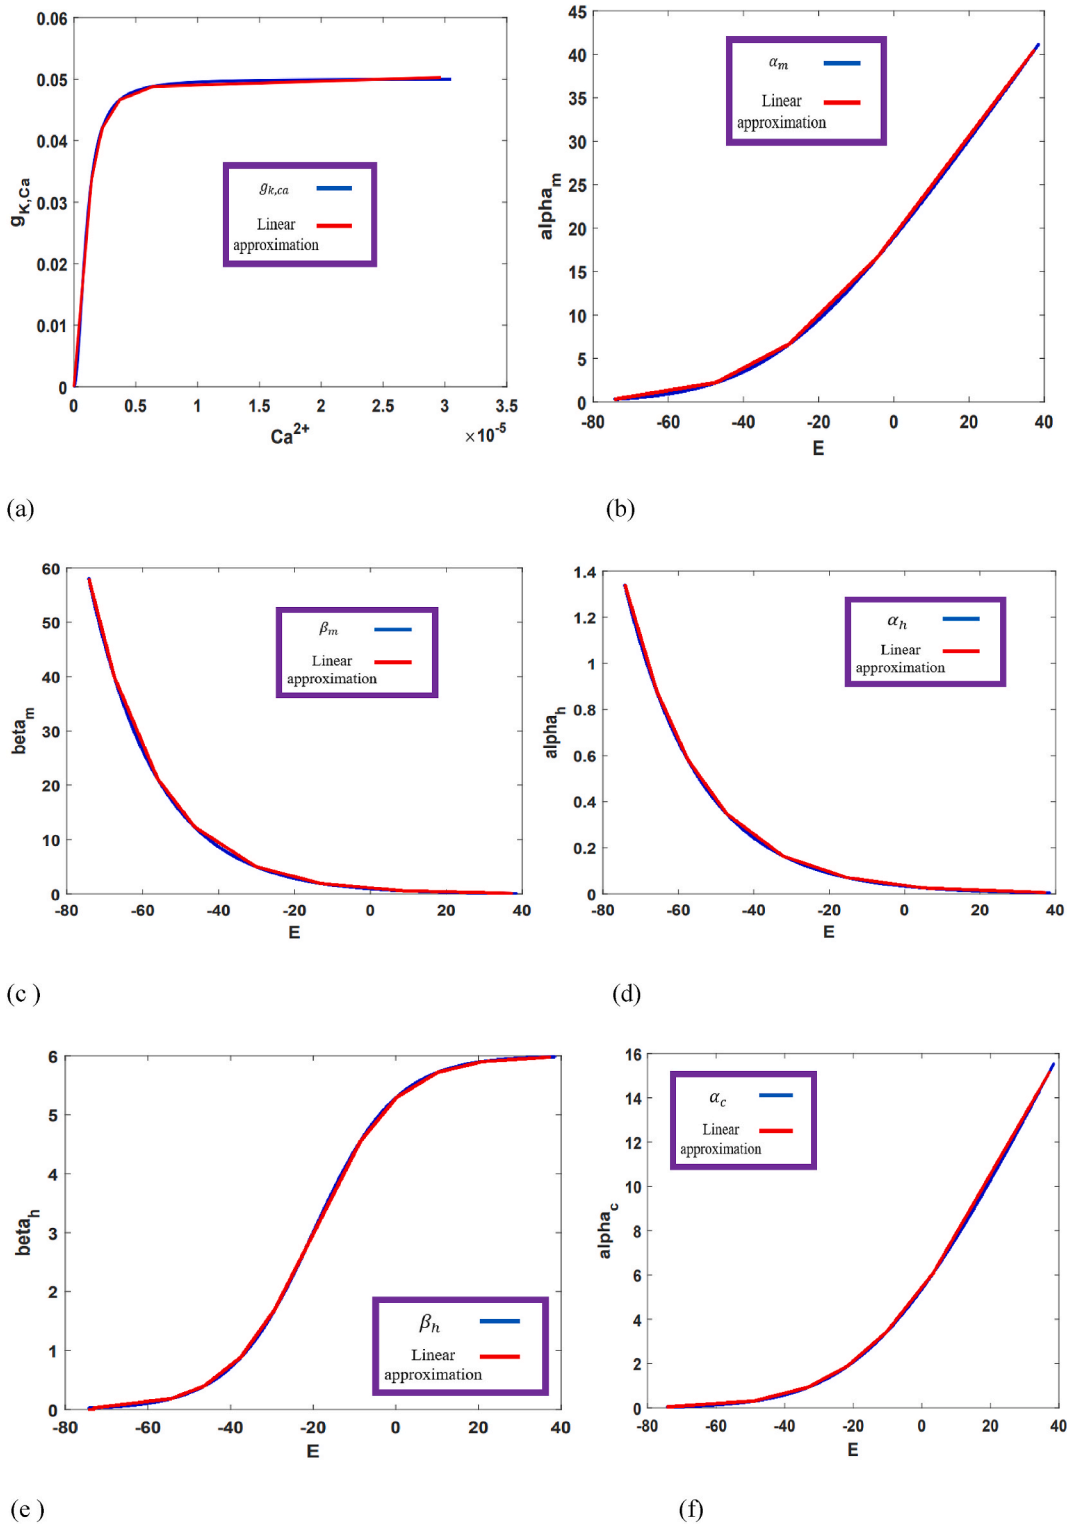 0.06
0.05
0.04
0.03
0.02
0.01
0
g_K,Ca
g_k,ca
Linear
approximation
0 0.5 1 1.5 2 2.5 3 3.5
Ca²⁺
×10⁻⁵
(a)
45
40
35
30
25
20
15
10
5
0
alpha_m
α_m
Linear
approximation
-80 -60 -40 -20 0 20 40
E
(b)
60
50
40
30
20
10
0
beta_m
β_m
Linear
approximation
-80 -60 -40 -20 0 20 40
E
(c )
1.4
1.2
1
0.8
0.6
0.4
0.2
0
alpha_h
α_h
Linear
approximation
-80 -60 -40 -20 0 20 40
E
(d)
6
5
4
3
2
1
0
beta_h
β_h
Linear
approximation
-80 -60 -40 -20 0 20 40
E
(e )
16
14
12
10
8
6
4
2
0
alpha_c
α_c
Linear
approximation
-80 -60 -40 -20 0 20 40
E
(f)